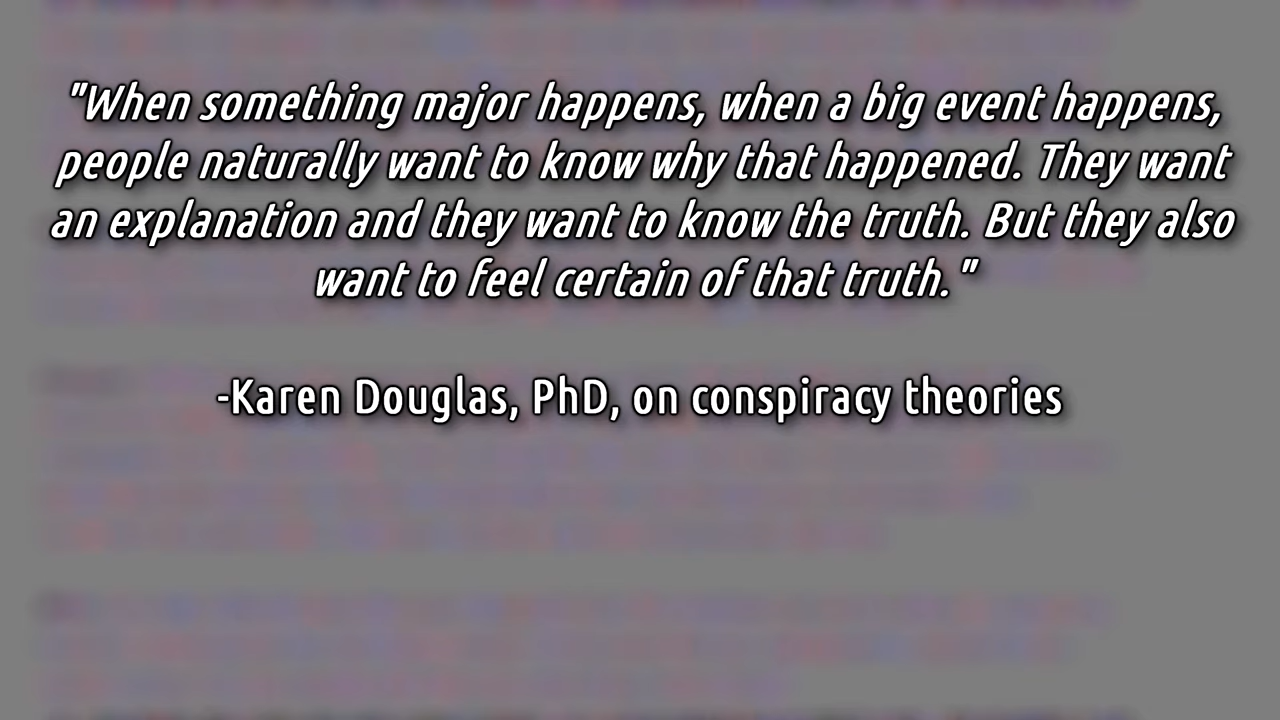 "When something major happens, when a big event happens,
people naturally want to know why that happened. They want
an explanation and they want to know the truth. But they also
want to feel certain of that truth."
-Karen Douglas, PhD, on conspiracy theories